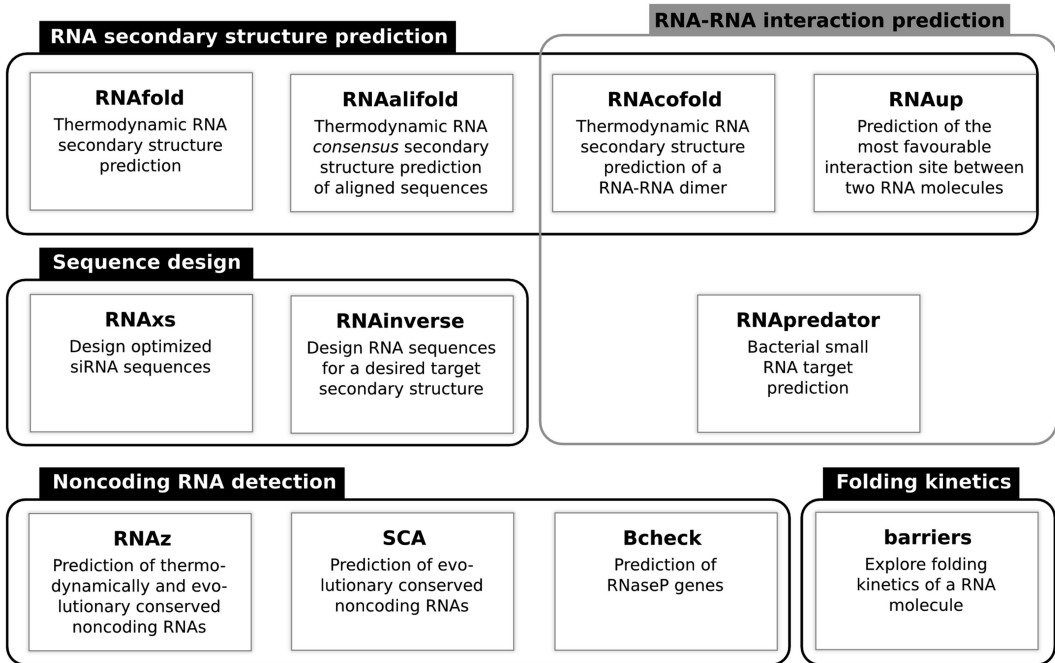 RNA-RNA interaction prediction
RNA secondary structure prediction
RNAfold
Thermodynamic RNA
secondary structure
prediction
RNAalifold
Thermodynamic RNA
consensus secondary
structure prediction
of aligned sequences
RNAcofold
Thermodynamic RNA
secondary structure
prediction of a
RNA-RNA dimer
RNAup
Prediction of the
most favourable
interaction site between
two RNA molecules
Sequence design
RNAxs
Design optimized
siRNA sequences
RNAinverse
Design RNA sequences
for a desired target
secondary structure
RNApredator
Bacterial small
RNA target
prediction
Noncoding RNA detection
RNAz
Prediction of thermo-
dynamically and evo-
lutionary conserved
noncoding RNAs
SCA
Prediction of evo-
lutionary conserved
noncoding RNAs
Bcheck
Prediction of
RNaseP genes
Folding kinetics
barriers
Explore folding
kinetics of a RNA
molecule